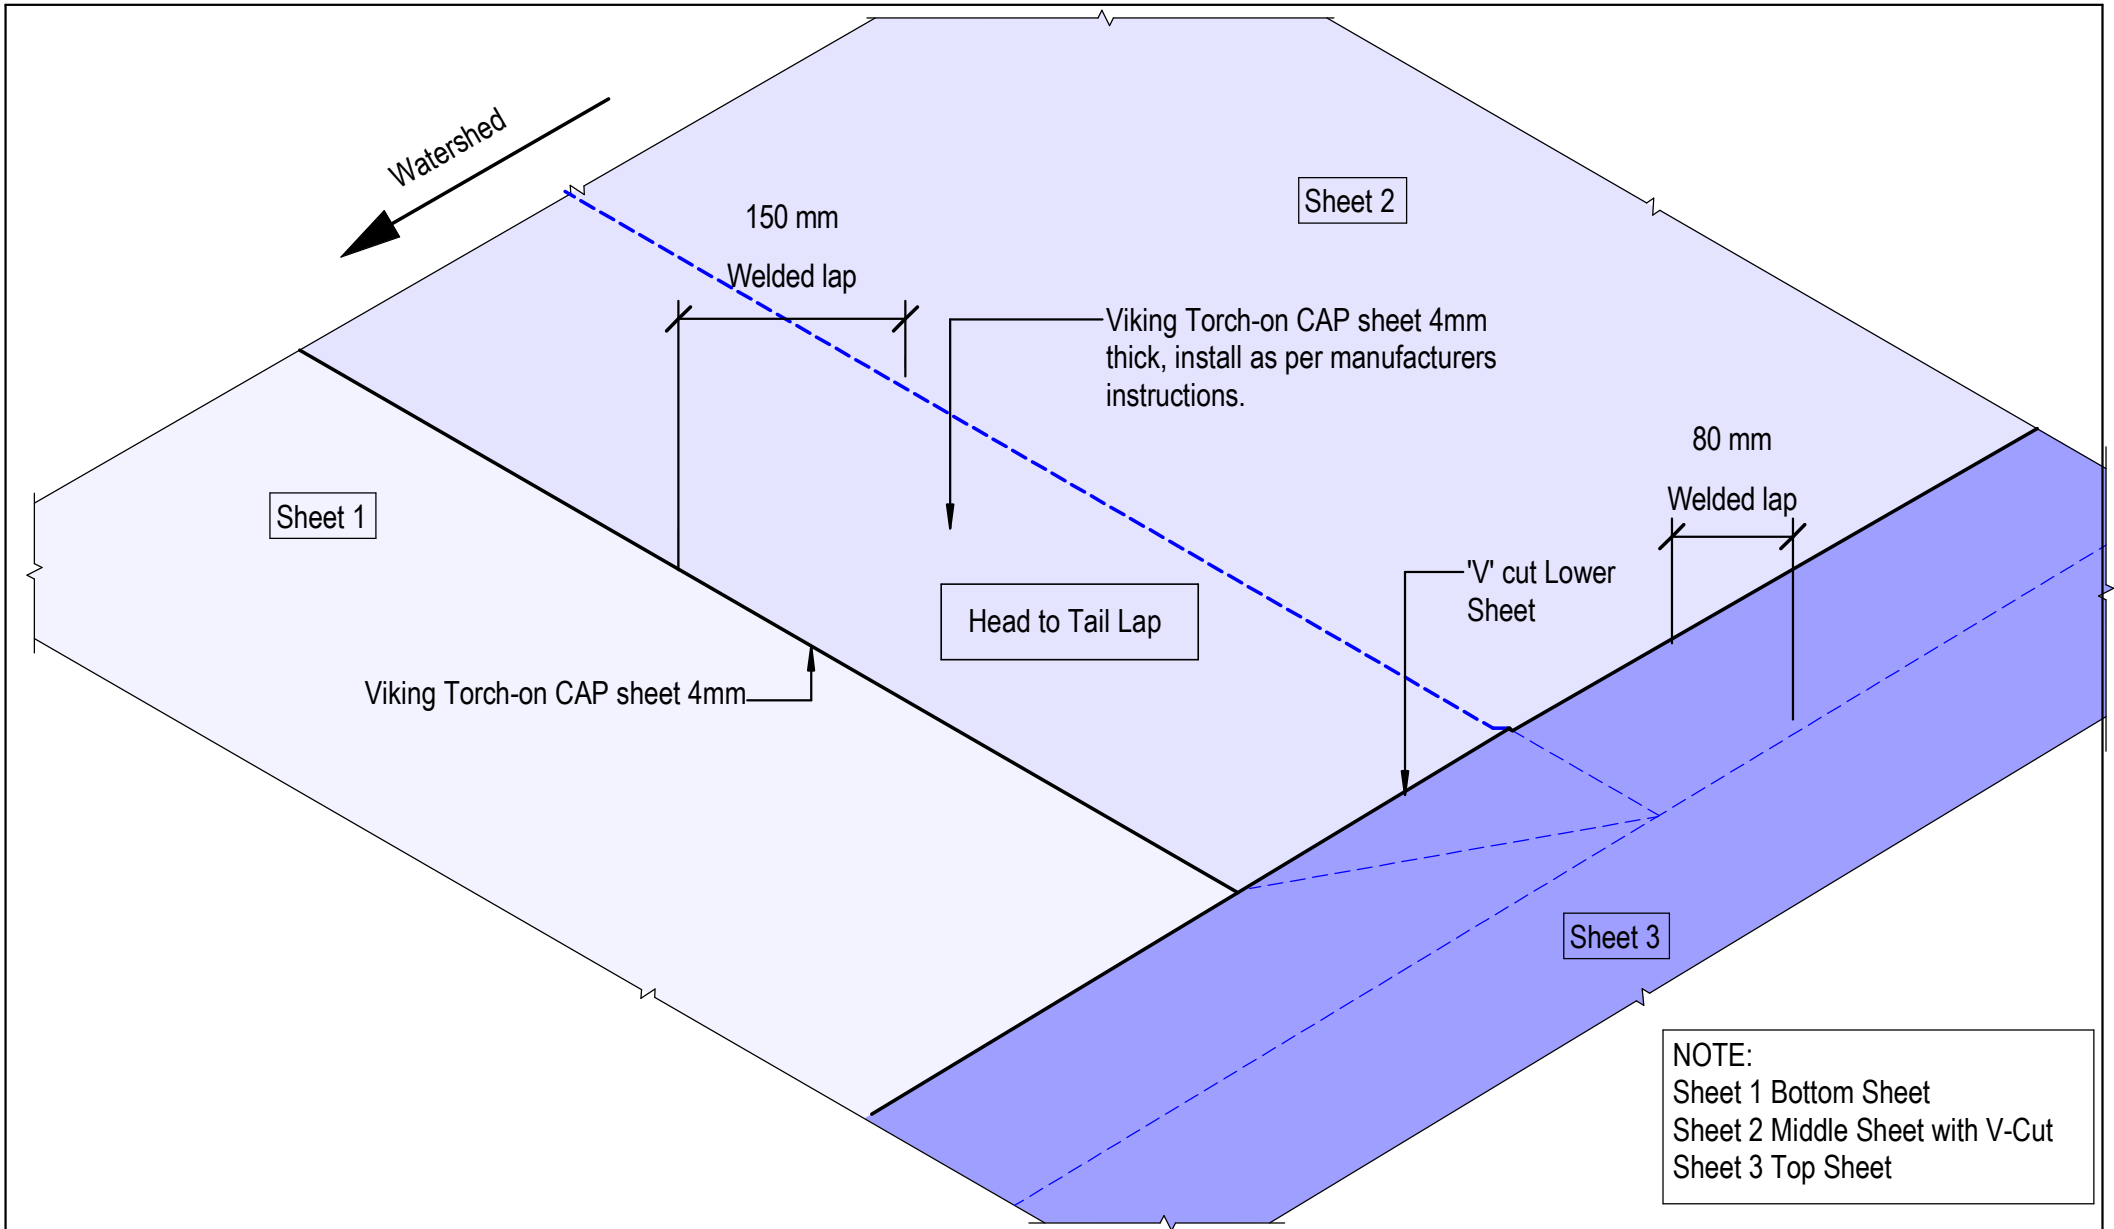 Watershed
150 mm
Welded lap
Sheet 2
Viking Torch-on CAP sheet 4mm
thick, install as per manufacturers
instructions.
80 mm
Welded lap
Sheet 1
'V' cut Lower
Sheet
Head to Tail Lap
Viking Torch-on CAP sheet 4mm
Sheet 3
NOTE:
Sheet 1 Bottom Sheet
Sheet 2 Middle Sheet with V-Cut
Sheet 3 Top Sheet